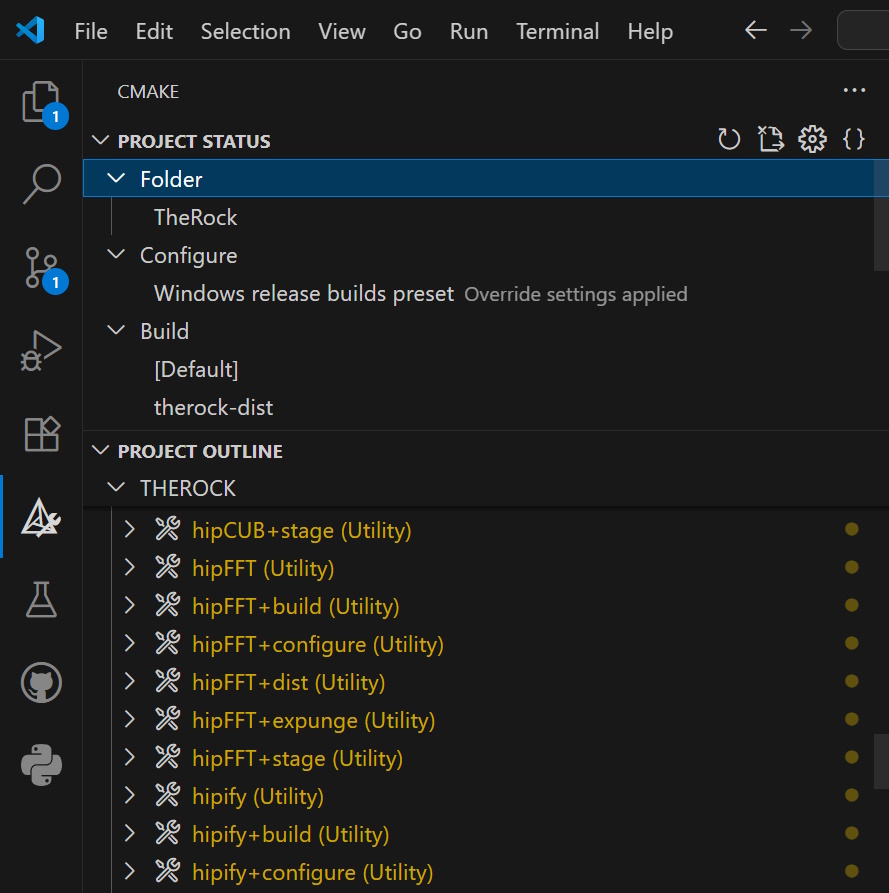 File Edit Selection View Go Run Terminal Help
CMAKE
1
PROJECT STATUS
Folder
TheRock
Configure
1
Windows release builds preset Override settings applied
Build
[Default]
therock-dist
PROJECT OUTLINE
THEROCK
hipCUB+stage (Utility)
hipFFT (Utility)
hipFFT+build (Utility)
hipFFT+configure (Utility)
hipFFT+dist (Utility)
hipFFT+expunge (Utility)
hipFFT+stage (Utility)
hipify (Utility)
hipify+build (Utility)
hipify+configure (Utility)